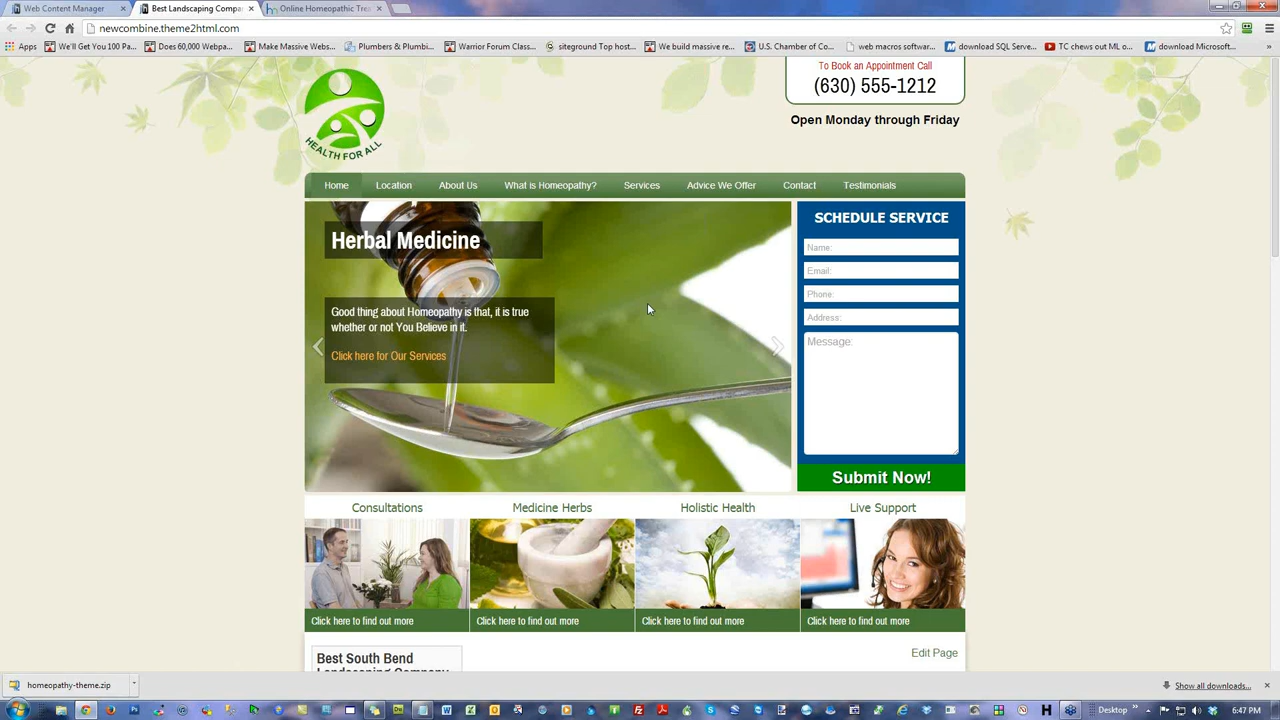 Web Content Manager
Best Landscaping Compa
Online Homeopathic Trea
newcombine.theme2html.com
Apps
We'll Get You 100 Pa...
Does 60,000 Webpa...
Make Massive Webs...
Plumbers & Plumbi...
Warrior Forum Class...
siteground Top host...
We build massive re...
U.S. Chamber of Co...
web macros softwar...
download SQL Serve...
TC chews out ML o...
download Microsoft...
To Book an Appointment Call
(630) 555-1212
Open Monday through Friday
HEALTH FOR ALL
Home
Location
About Us
What is Homeopathy?
Services
Advice We Offer
Contact
Testimonials
Herbal Medicine
Good thing about Homeopathy is that, it is true
whether or not You Believe in it.
Click here for Our Services
SCHEDULE SERVICE
Name:
Email:
Phone:
Address:
Message:
Submit Now!
Consultations
Medicine Herbs
Holistic Health
Live Support
Click here to find out more
Click here to find out more
Click here to find out more
Click here to find out more
Best South Bend
Landscaping Company
Edit Page
homeopathy-theme.zip
Show all downloads...
Desktop
6:47 PM